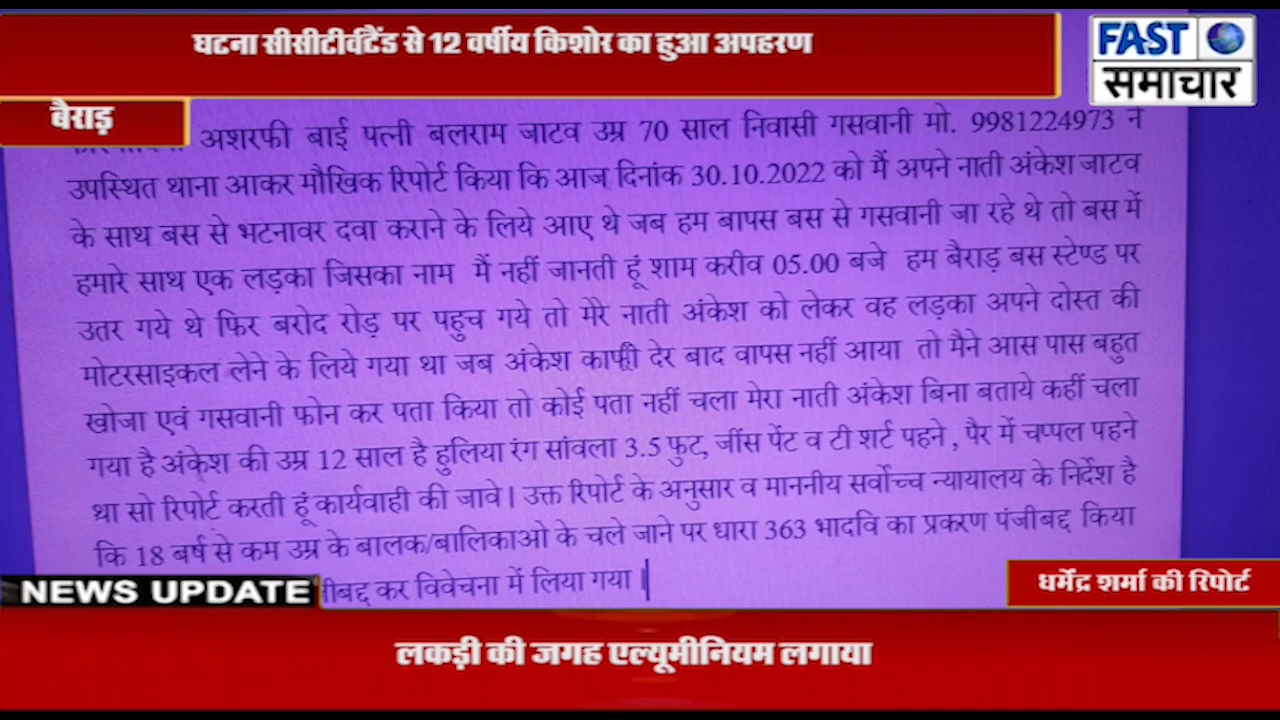 घटना सीसीटीवीटैंड से 12 वर्षीय किशोर का हुआ अपहरण
FAST
समाचार
बैराड़
अशरफी बाई पत्नी बलराम जाटव उम्र 70 साल निवासी गसवानी मो. 9981224973 ने
उपस्थित थाना आकर मौखिक रिपोर्ट किया कि आज दिनांक 30.10.2022 को मैं अपने नाती अंकेश जाटव
के साथ बस से भटनावर दवा कराने के लिये आए थे जब हम बापस बस से गसवानी जा रहे थे तो बस में
हमारे साथ एक लड़का जिसका नाम मैं नहीं जानती हूं शाम करीव 05.00 बजे हम बैराड़ बस स्टेण्ड पर
उतर गये थे फिर बरोद रोड़ पर पहुच गये तो मेरे नाती अंकेश को लेकर वह लड़का अपने दोस्त की
मोटरसाइकल लेने के लिये गया था जब अंकेश काफी देर बाद वापस नहीं आया तो मैने आस पास बहुत
खोजा एवं गसवानी फोन कर पता किया तो कोई पता नहीं चला मेरा नाती अंकेश बिना बताये कहीं चला
गया है अंकेश की उम्र 12 साल है हुलिया रंग सांवला 3.5 फुट, जींस पेंट व टी शर्ट पहने , पैर में चप्पल पहने
था सो रिपोर्ट करती हूं कार्यवाही की जावे । उक्त रिपोर्ट के अनुसार व माननीय सर्वोच्च न्यायालय के निर्देश है
कि 18 बर्ष से कम उम्र के बालक/बालिकाओ के चले जाने पर धारा 363 भादवि का प्रकरण पंजीबद्द किया
कर विवेचना में लिया गया |
NEWS UPDATE
धर्मेंद्र शर्मा की रिपोर्ट
लकड़ी की जगह एल्यूमीनियम लगाया